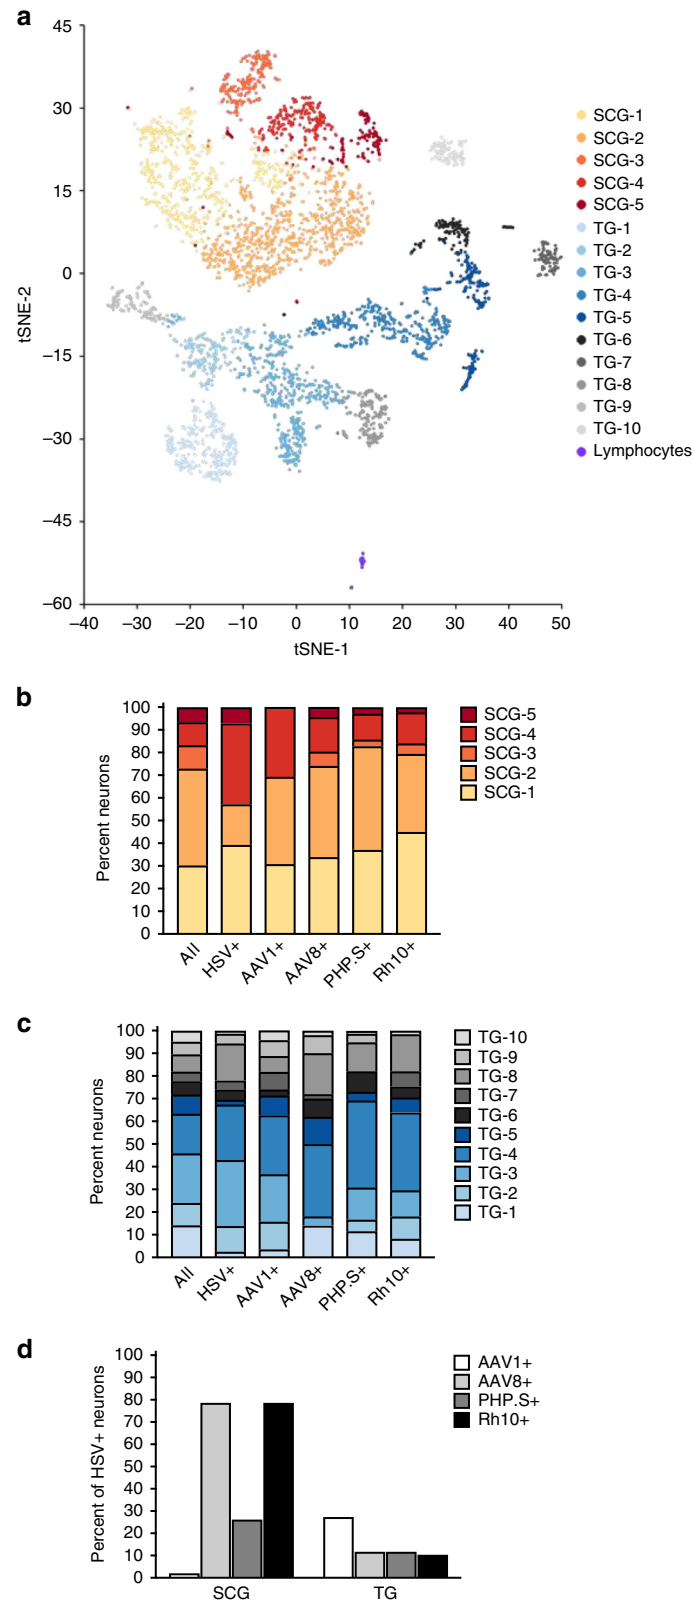 a
45
30
15
0
–15
–30
–45
–60
tSNE-2
–40 –30 –20 –10 0 10 20 30 40 50
tSNE-1
SCG-1
SCG-2
SCG-3
SCG-4
SCG-5
TG-1
TG-2
TG-3
TG-4
TG-5
TG-6
TG-7
TG-8
TG-9
TG-10
Lymphocytes
b
100
90
80
70
60
50
40
30
20
10
0
Percent neurons
All HSV+ AAV1+ AAV8+ PHP.S+ Rh10+
SCG-5
SCG-4
SCG-3
SCG-2
SCG-1
c
100
90
80
70
60
50
40
30
20
10
0
Percent neurons
All HSV+ AAV1+ AAV8+ PHP.S+ Rh10+
TG-10
TG-9
TG-8
TG-7
TG-6
TG-5
TG-4
TG-3
TG-2
TG-1
d
100
90
80
70
60
50
40
30
20
10
0
Percent of HSV+ neurons
SCG TG
AAV1+
AAV8+
PHP.S+
Rh10+